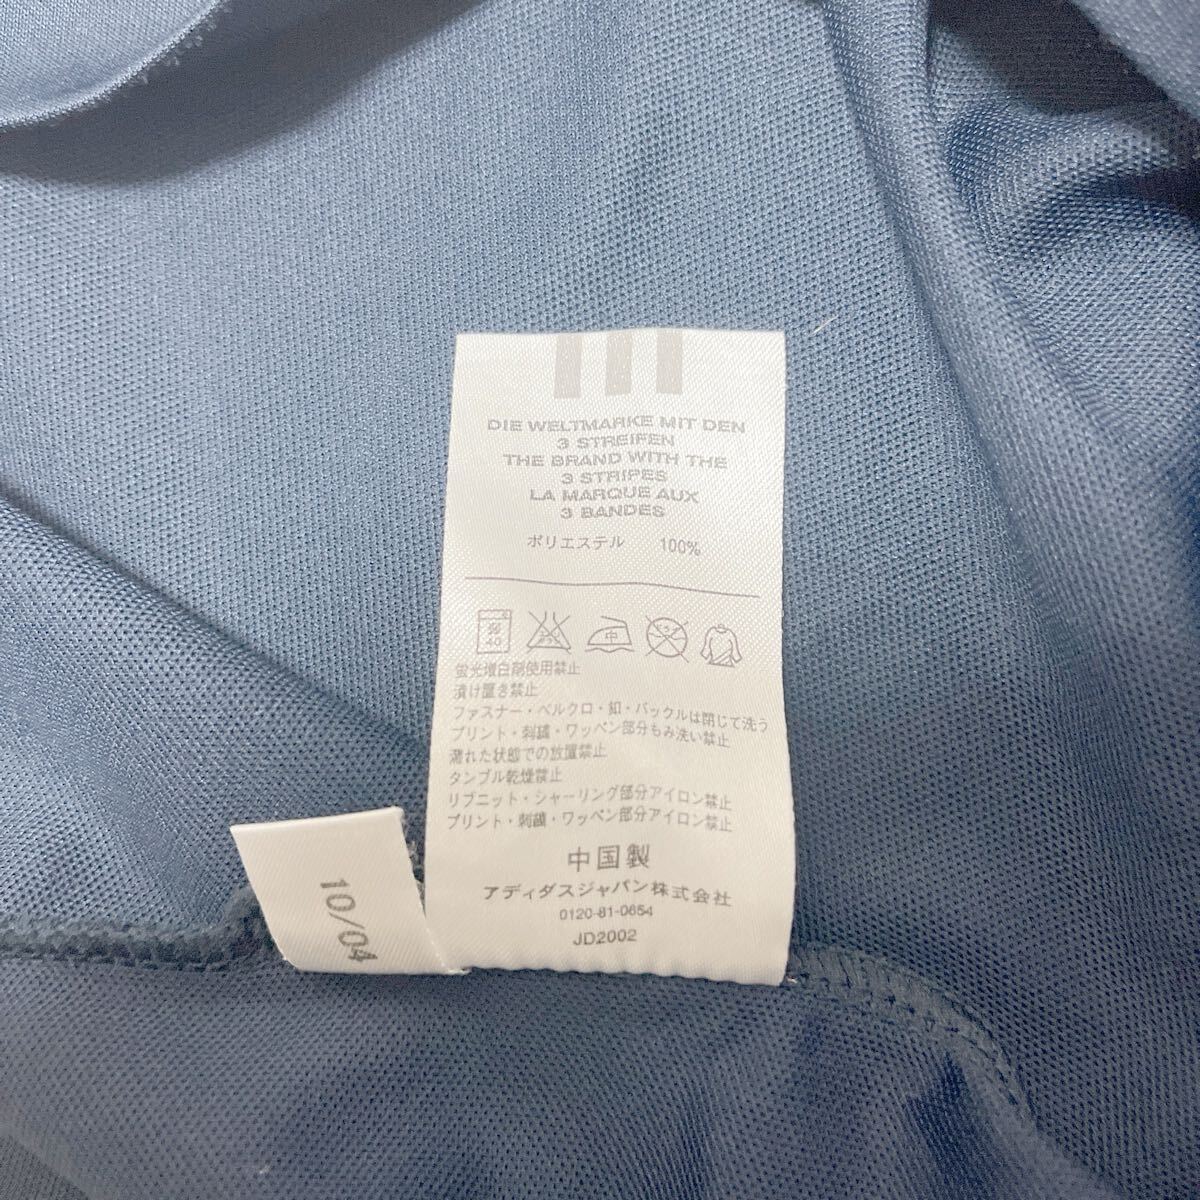 DIE WELTMARKE MIT DEN
3 STREIFEN
THE BRAND WITH THE
3 STRIPES
LA MARQUE AUX
3 BANDES
ポリエステル 100%
弱
40
エンソ
中
蛍光増白剤使用禁止
漬け置き禁止
ファスナー・ベルクロ・釦・バックルは閉じて洗う
プリント・刺繍・ワッペン部分もみ洗い禁止
濡れた状態での放置禁止
タンブル乾燥禁止
リブニット・シャーリング部分アイロン禁止
プリント・刺繍・ワッペン部分アイロン禁止
中国製
アディダスジャパン株式会社
0120-81-0654
JD2002
10/04